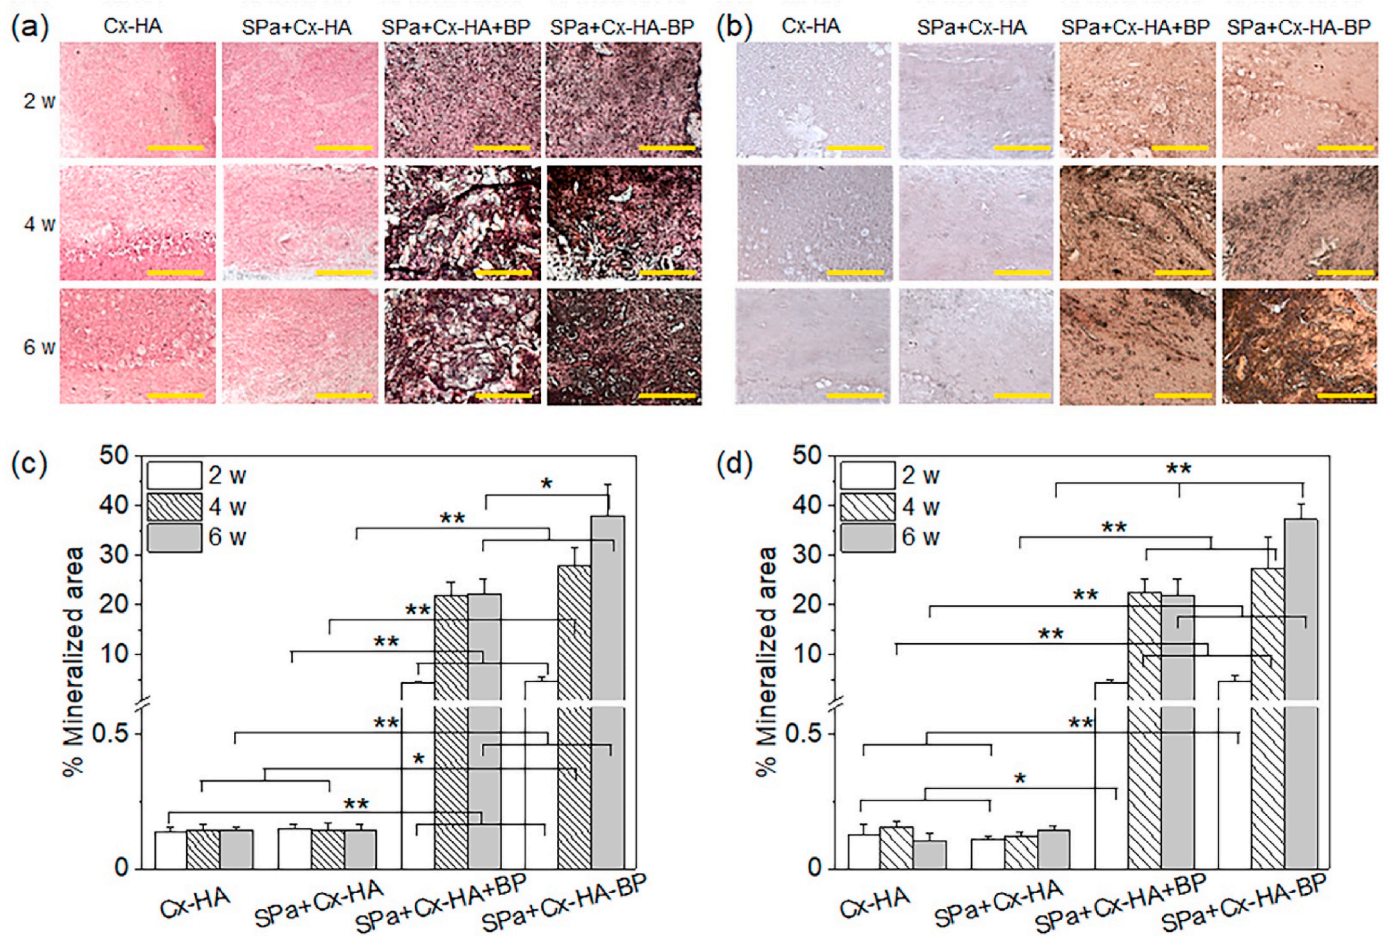 (a) Cx-HA SPa+Cx-HA SPa+Cx-HA+BP SPa+Cx-HA-BP
2 w
4 w
6 w
(b) Cx-HA SPa+Cx-HA SPa+Cx-HA+BP SPa+Cx-HA-BP
(c)
% Mineralized area
50
40
30
20
10
0.5
0
2 w
4 w
6 w
*
**
**
**
**
*
**
Cx-HA SPa+Cx-HA SPa+Cx-HA+BP SPa+Cx-HA-BP
(d)
% Mineralized area
50
40
30
20
10
0.5
0
2 w
4 w
6 w
**
**
**
**
**
*
Cx-HA SPa+Cx-HA SPa+Cx-HA+BP SPa+Cx-HA-BP